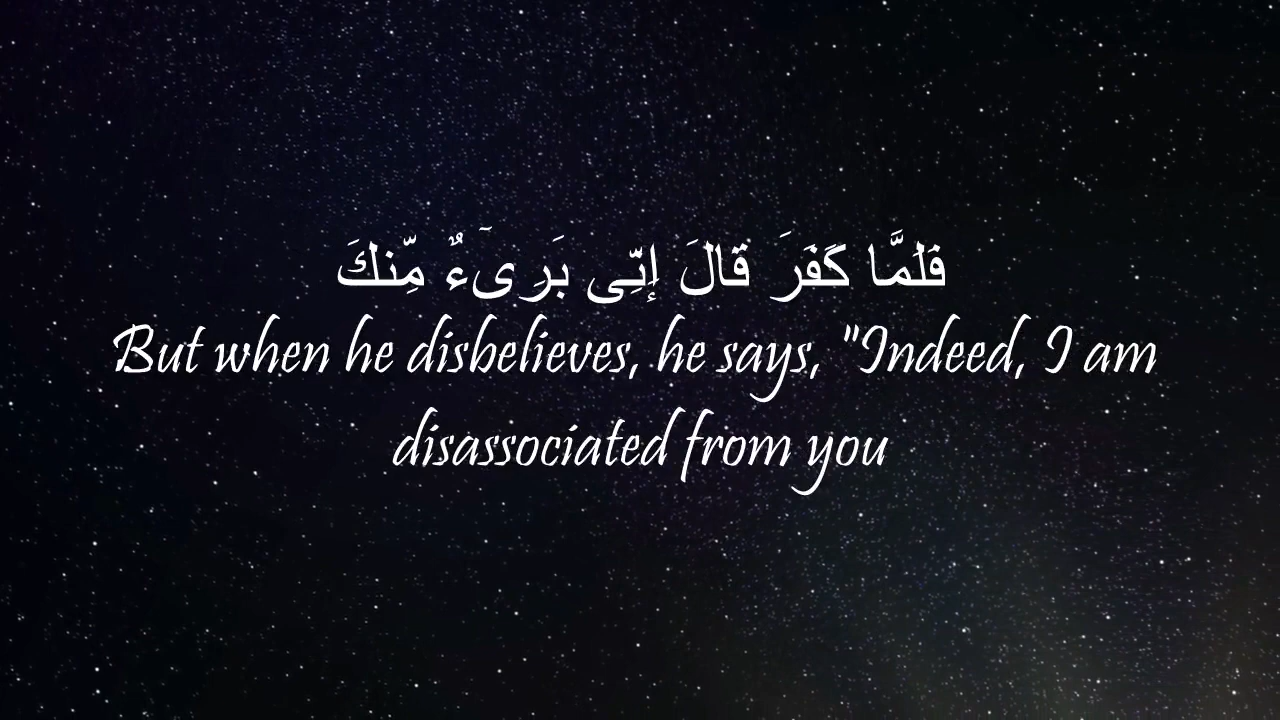 فَلَمَّا كَفَرَ قَالَ إِنِّى بَرِىٓءٌ مِّنكَ
But when he disbelieves, he says, "Indeed, I am
disassociated from you